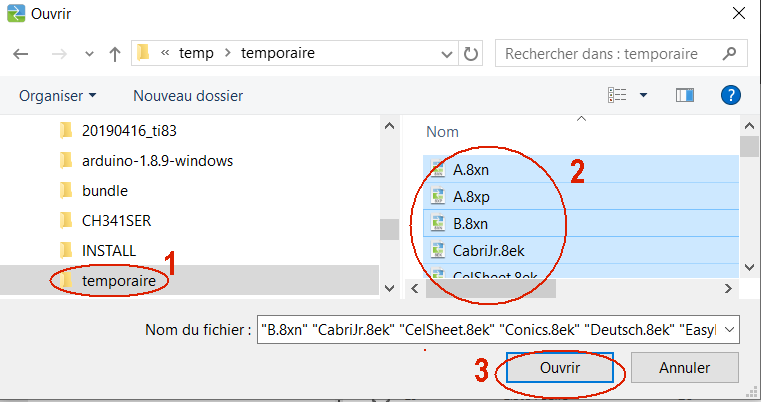 Ouvrir
« temp > temporaire
Rechercher dans : temporaire
Organiser
Nouveau dossier
?
20190416_ti83
arduino-1.8.9-windows
bundle
CH341SER
INSTALL
temporaire
1
Nom
A.8xn
A.8xp
B.8xn
CabriJr.8ek
CelSheet.8ek
2
Nom du fichier :
"B.8xn" "CabriJr.8ek" "CelSheet.8ek" "Conics.8ek" "Deutsch.8ek" "Easy
3
Ouvrir
Annuler